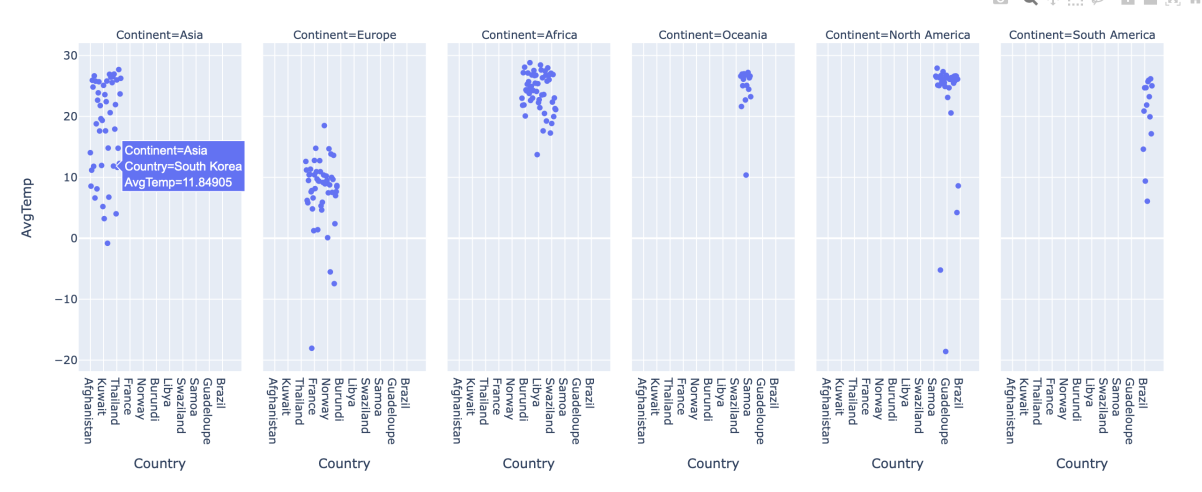 Continent=Asia
Continent=Europe
Continent=Africa
Continent=Oceania
Continent=North America
Continent=South America
AvgTemp
30
20
10
0
−10
−20
Continent=Asia
Country=South Korea
AvgTemp=11.84905
Afghanistan
Kuwait
Thailand
France
Norway
Burundi
Libya
Swaziland
Samoa
Guadeloupe
Brazil
Afghanistan
Kuwait
Thailand
France
Norway
Burundi
Libya
Swaziland
Samoa
Guadeloupe
Brazil
Afghanistan
Kuwait
Thailand
France
Norway
Burundi
Libya
Swaziland
Samoa
Guadeloupe
Brazil
Afghanistan
Kuwait
Thailand
France
Norway
Burundi
Libya
Swaziland
Samoa
Guadeloupe
Brazil
Afghanistan
Kuwait
Thailand
France
Norway
Burundi
Libya
Swaziland
Samoa
Guadeloupe
Brazil
Afghanistan
Kuwait
Thailand
France
Norway
Burundi
Libya
Swaziland
Samoa
Guadeloupe
Brazil
Country
Country
Country
Country
Country
Country